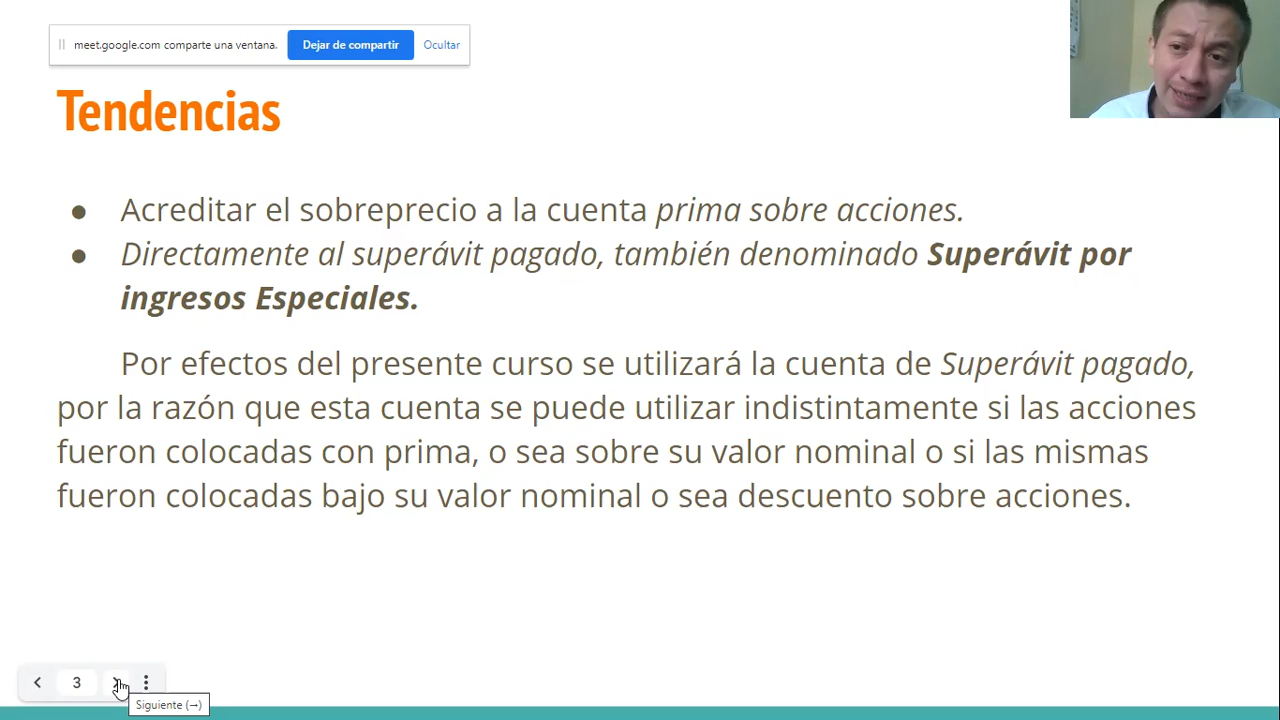 meet.google.com comparte una ventana. Dejar de compartir Ocultar
Tendencias
● Acreditar el sobreprecio a la cuenta prima sobre acciones.
● Directamente al superávit pagado, también denominado Superávit por
ingresos Especiales.
Por efectos del presente curso se utilizará la cuenta de Superávit pagado,
por la razón que esta cuenta se puede utilizar indistintamente si las acciones
fueron colocadas con prima, o sea sobre su valor nominal o si las mismas
fueron colocadas bajo su valor nominal o sea descuento sobre acciones.
3
Siguiente (→)